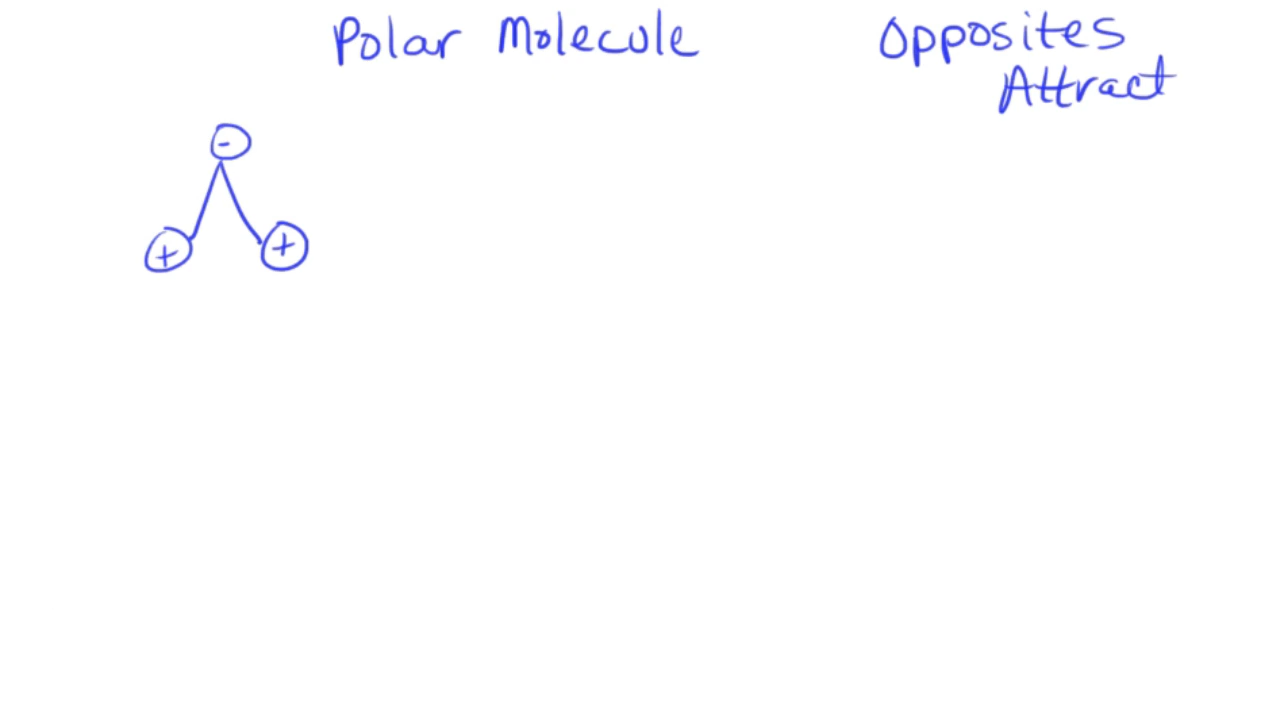 Polar Molecule
Opposites
Attract
-
+ +